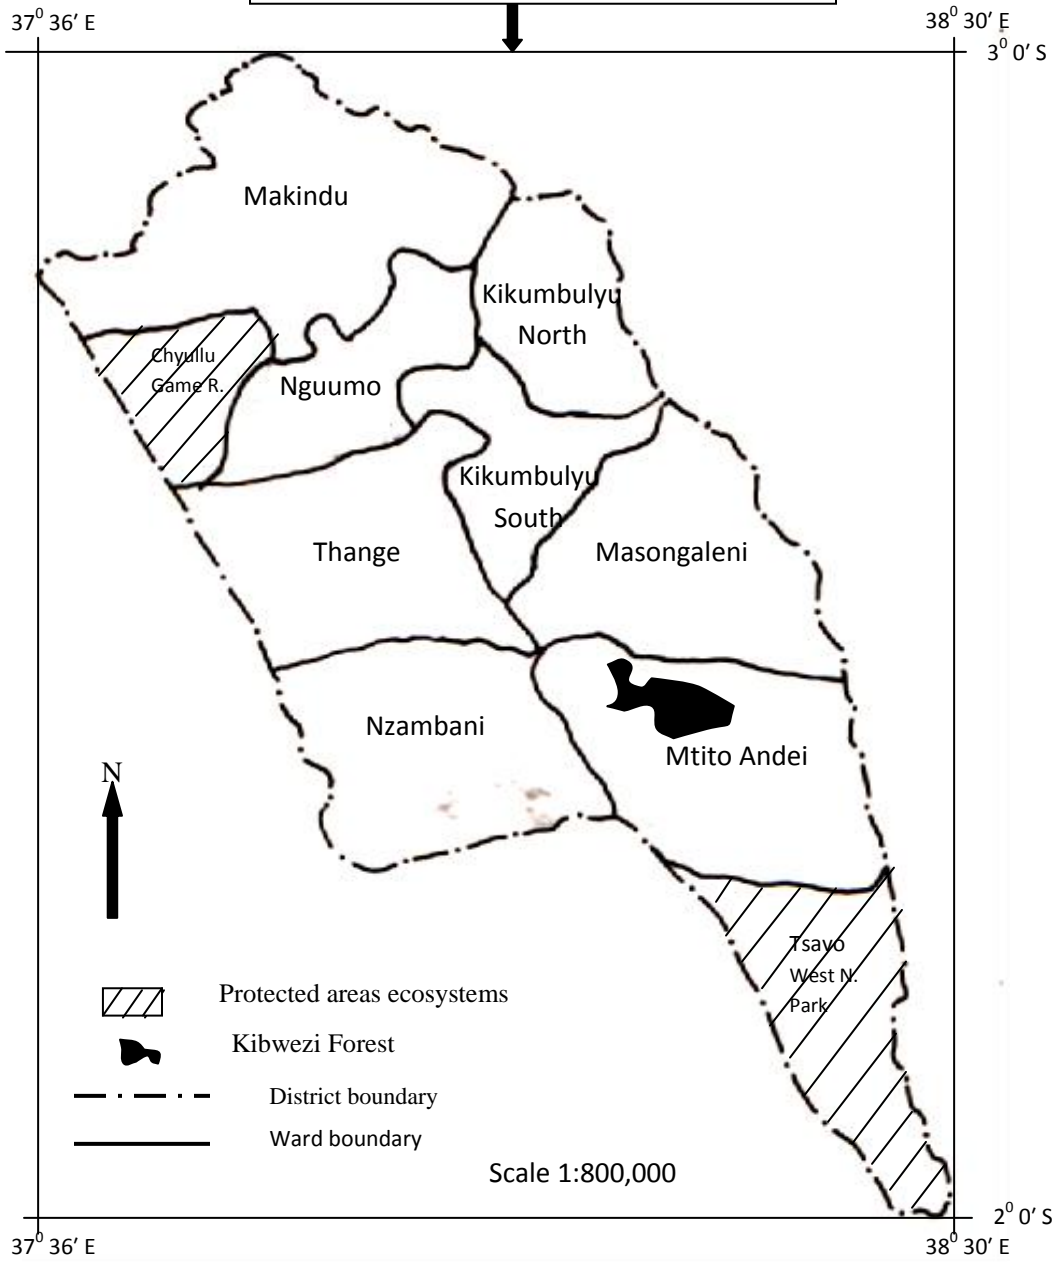 37⁰ 36′ E
38⁰ 30′ E
3⁰ 0′ S
Makindu
Kikumbulyu
North
Chyullu
Game R.
Nguumo
Kikumbulyu
South
Thange
Masongaleni
Nzambani
Mtito Andei
N
Tsavo
West N.
Park
Protected areas ecosystems
Kibwezi Forest
District boundary
Ward boundary
Scale 1:800,000
2⁰ 0′ S
37⁰ 36′ E
38⁰ 30′ E